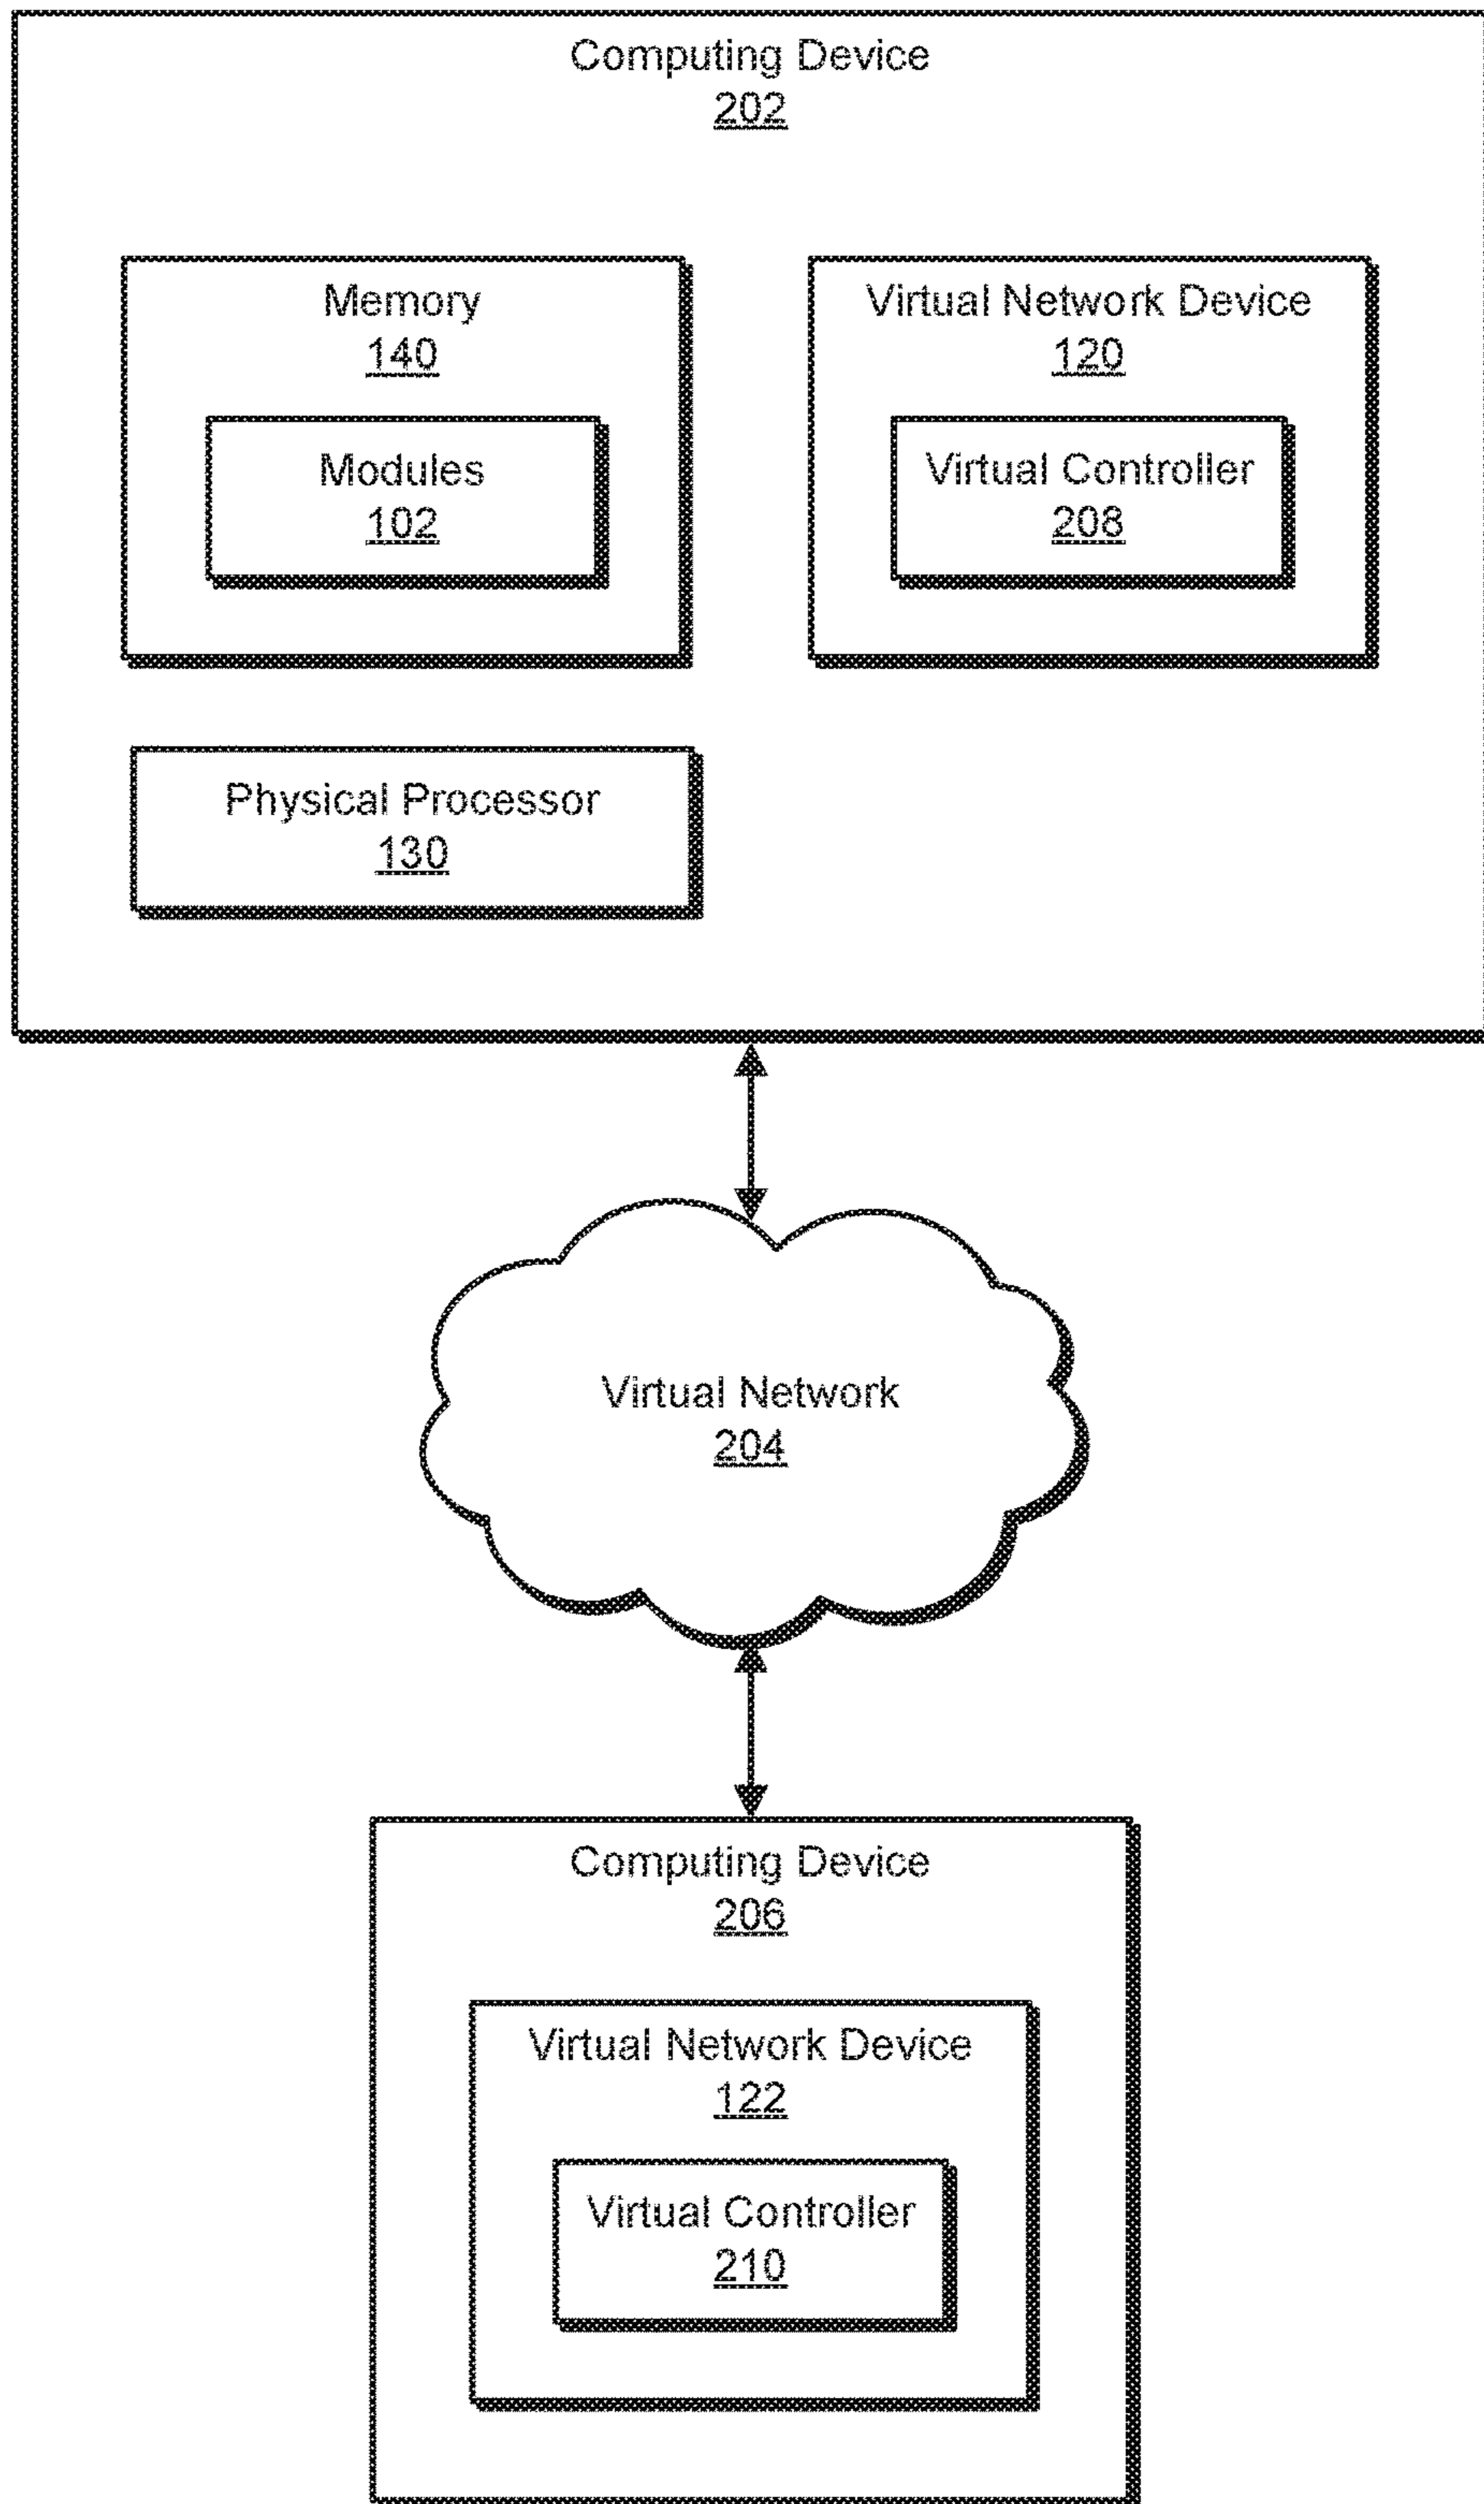 Computing Device
202
Memory
140
Modules
102
Virtual Network Device
120
Virtual Controller
208
Physical Processor
130
Virtual Network
204
Computing Device
206
Virtual Network Device
122
Virtual Controller
210